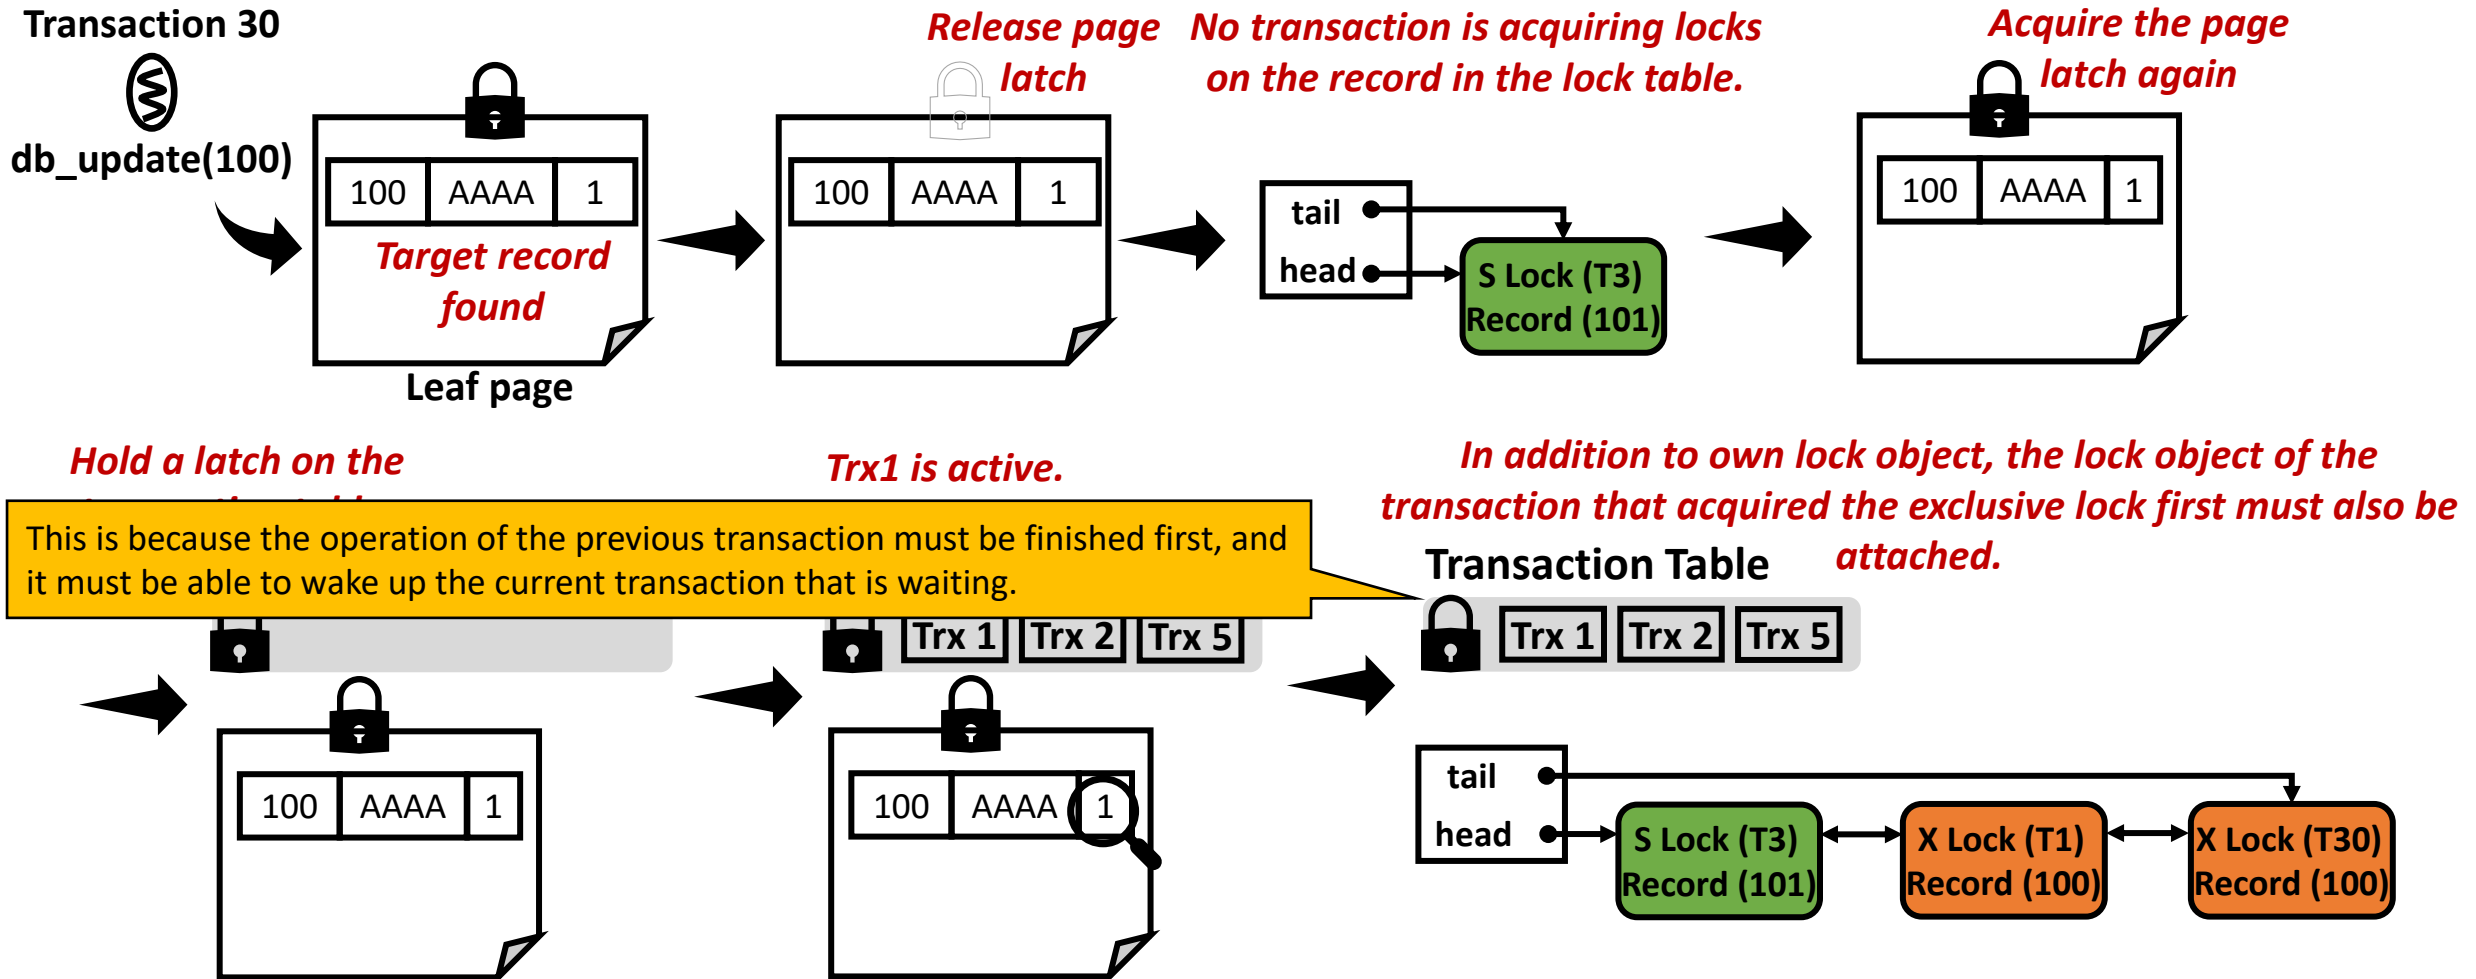 Transaction 30
db_update(100)
100 AAAA 1
Target record
found
Leaf page
Release page
latch
100 AAAA 1
No transaction is acquiring locks
on the record in the lock table.
tail
head
S Lock (T3)
Record (101)
Acquire the page
latch again
100 AAAA 1
Hold a latch on the
Trx1 is active.
In addition to own lock object, the lock object of the
transaction that acquired the exclusive lock first must also be
attached.
This is because the operation of the previous transaction must be finished first, and
it must be able to wake up the current transaction that is waiting.
Transaction Table
Trx 1 Trx 2 Trx 5
Trx 1 Trx 2 Trx 5
100 AAAA 1
100 AAAA 1
tail
head
S Lock (T3)
Record (101)
X Lock (T1)
Record (100)
X Lock (T30)
Record (100)